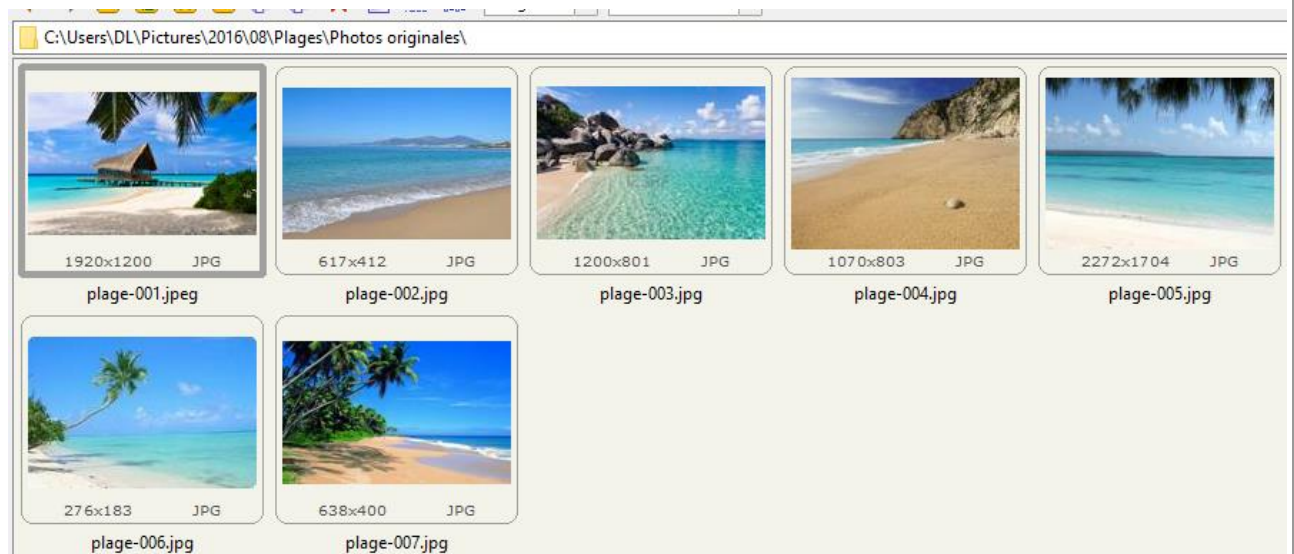 C:\Users\DL\Pictures\2016\08\Plages\Photos originales\
1920x1200 JPG
617x412 JPG
1200x801 JPG
1070x803 JPG
2272x1704 JPG
plage-001.jpeg
plage-002.jpg
plage-003.jpg
plage-004.jpg
plage-005.jpg
276x183 JPG
638x400 JPG
plage-006.jpg
plage-007.jpg